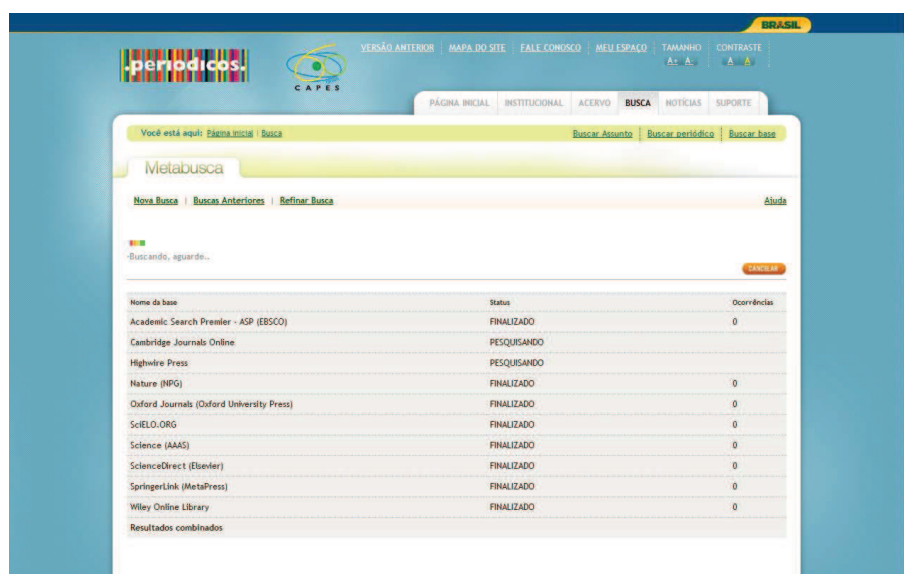 BRASIL
.periodicos.
CAPES
VERSÃO ANTERIOR MAPA DO SITE FALE CONOSCO MEU ESPAÇO TAMANHO CONTRASTE
A+ A- A A
PÁGINA INICIAL INSTITUCIONAL ACERVO BUSCA NOTÍCIAS SUPORTE
Você está aqui: Página inicial | Busca Buscar Assunto Buscar periódico Buscar base
Metabusca
Nova Busca | Buscas Anteriores | Refinar Busca Ajuda
-Buscando, aguarde...
CANCELAR
Nome da base Status Ocorrências
Academic Search Premier - ASP (EBSCO) FINALIZADO 0
Cambridge Journals Online PESQUISANDO
Highwire Press PESQUISANDO
Nature (NPG) FINALIZADO 0
Oxford Journals (Oxford University Press) FINALIZADO 0
SciELO.ORG FINALIZADO 0
Science (AAAS) FINALIZADO 0
ScienceDirect (Elsevier) FINALIZADO 0
SpringerLink (MetaPress) FINALIZADO 0
Wiley Online Library FINALIZADO 0
Resultados combinados